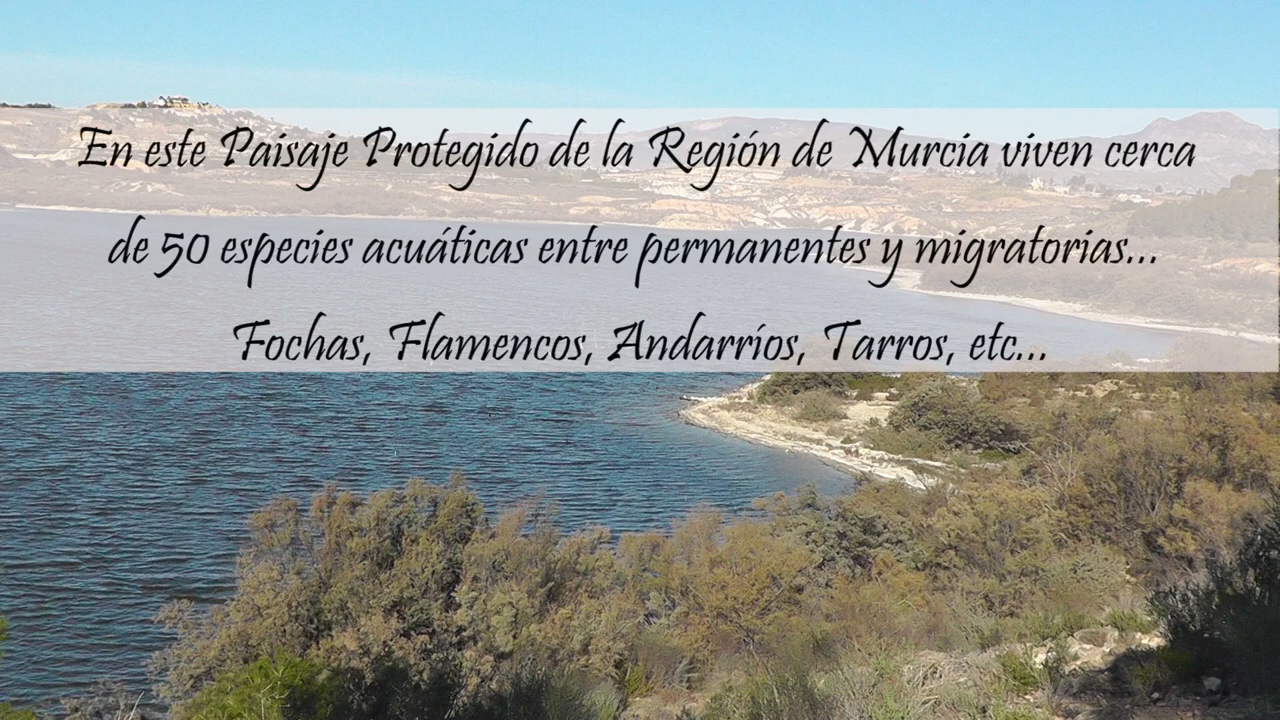 En este Paisaje Protegido de la Región de Murcia viven cerca
de 50 especies acuáticas entre permanentes y migratorias...
Fochas, Flamencos, Andarríos, Tarros, etc...